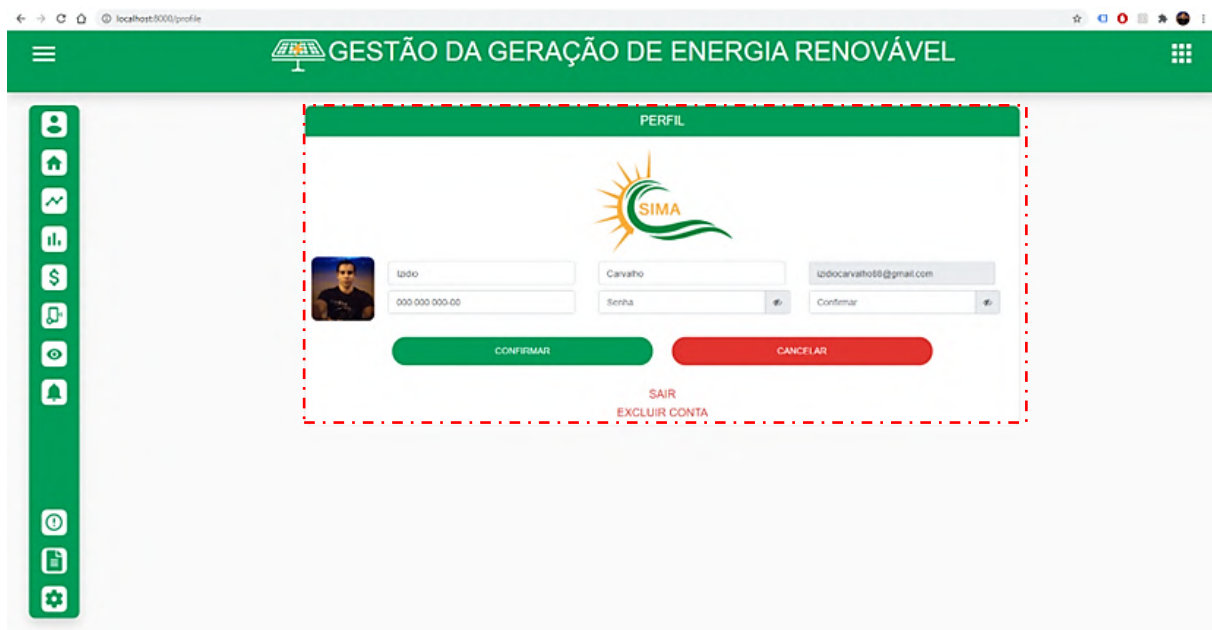 localhost:8000/profile
GESTÃO DA GERAÇÃO DE ENERGIA RENOVÁVEL
PERFIL
SIMA
Izidio Carvalho izidiocarvalho88@gmail.com
000.000.000-00 Senha Confirmar
CONFIRMAR CANCELAR
SAIR
EXCLUIR CONTA